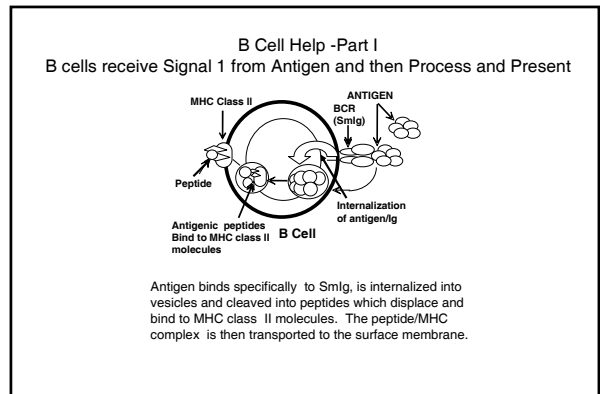 B Cell Help -Part I
B cells receive Signal 1 from Antigen and then Process and Present
MHC Class II
BCR
(SmIg)
ANTIGEN
Peptide
Antigenic peptides
Bind to MHC class II
molecules
B Cell
Internalization
of antigen/Ig
Antigen binds specifically to SmIg, is internalized into
vesicles and cleaved into peptides which displace and
bind to MHC class II molecules. The peptide/MHC
complex is then transported to the surface membrane.